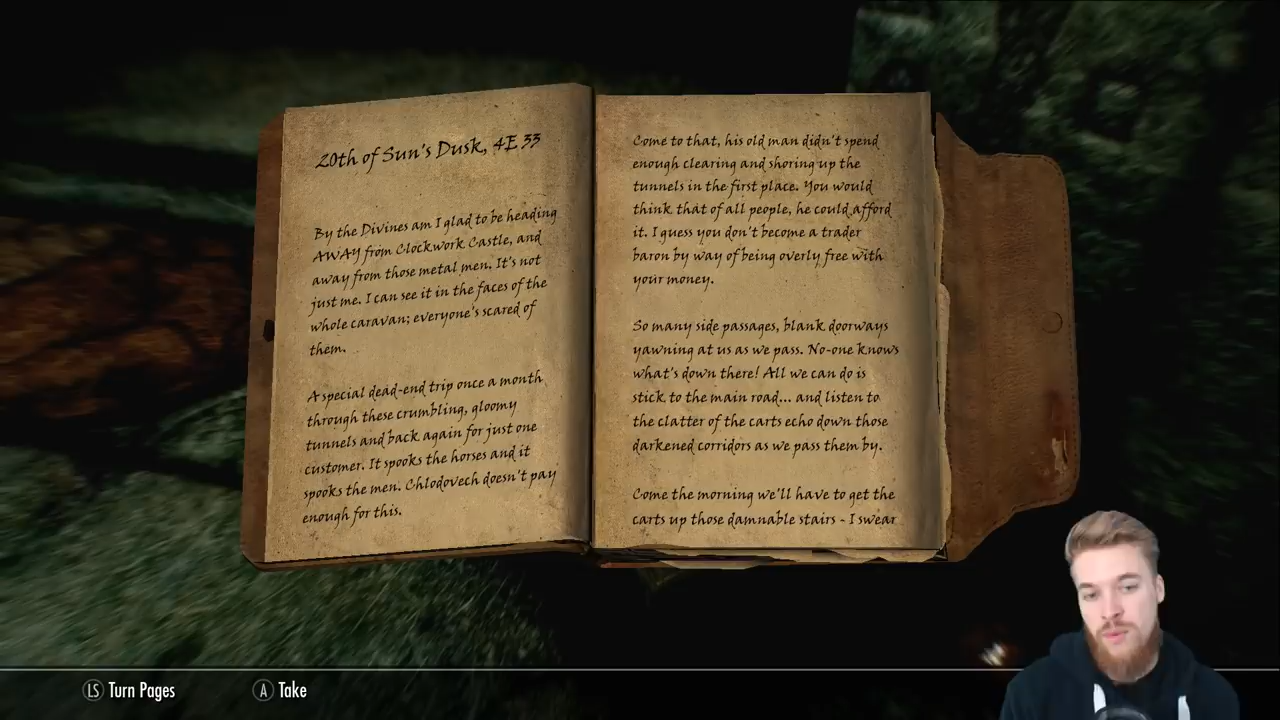 20th of Sun's Dusk, 4E 33
By the Divines am I glad to be heading
AWAY from Clockwork Castle, and
away from those metal men. It's not
just me. I can see it in the faces of the
whole caravan; everyone's scared of
them.
A special dead-end trip once a month
through these crumbling, gloomy
tunnels and back again for just one
customer. It spooks the horses and it
spooks the men. Chlodovech doesn't pay
enough for this.
Come to that, his old man didn't spend
enough clearing and shoring up the
tunnels in the first place. You would
think that of all people, he could afford
it. I guess you don't become a trader
baron by way of being overly free with
your money.
So many side passages, blank doorways
yawning at us as we pass. No-one knows
what's down there! All we can do is
stick to the main road... and listen to
the clatter of the carts echo down those
darkened corridors as we pass them by.
Come the morning we'll have to get the
carts up those damnable stairs - I swear
LS Turn Pages
A Take